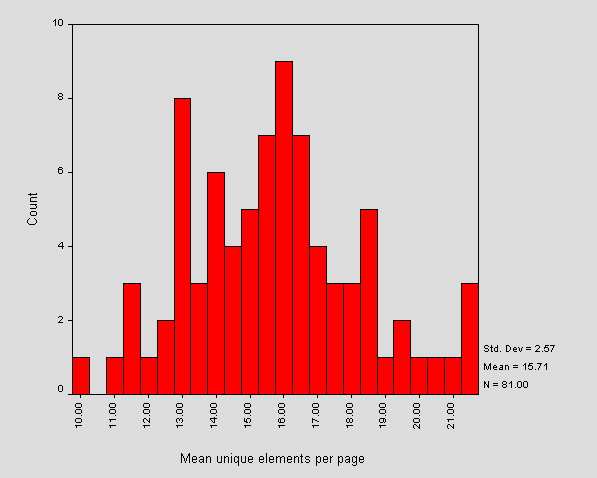 10
8
6
4
2
0
Count
10.00 11.00 12.00 13.00 14.00 15.00 16.00 17.00 18.00 19.00 20.00 21.00
Mean unique elements per page
Std. Dev = 2.57
Mean = 15.71
N = 81.00